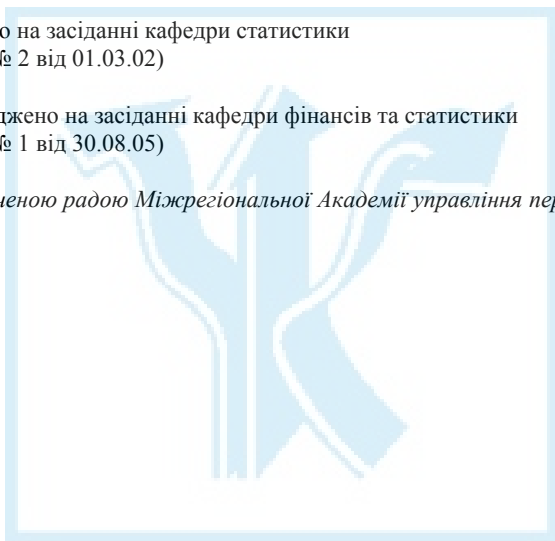 о на засіданні кафедри статистики
№ 2 від 01.03.02)
джено на засіданні кафедри фінансів та статистики
№ 1 від 30.08.05)
ченою радою Міжрегіональної Академії управління пер